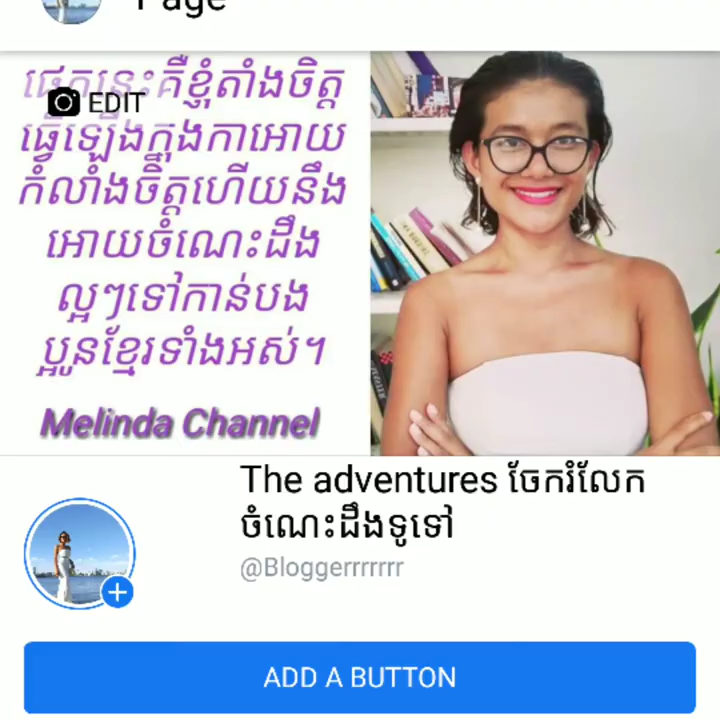 Page
ផេកនេះគឺខ្ញុំតាំងចិត្ត
EDIT
ធ្វើឡើងក្នុងកាអោយ
កំលាំងចិត្តហើយនឹង
អោយចំណេះដឹង
ល្អៗទៅកាន់បង
ប្អូនខ្មែរទាំងអស់។
Melinda Channel
The adventures ចែករំលែក
ចំណេះដឹងទូទៅ
@Bloggerrrrrrr
ADD A BUTTON